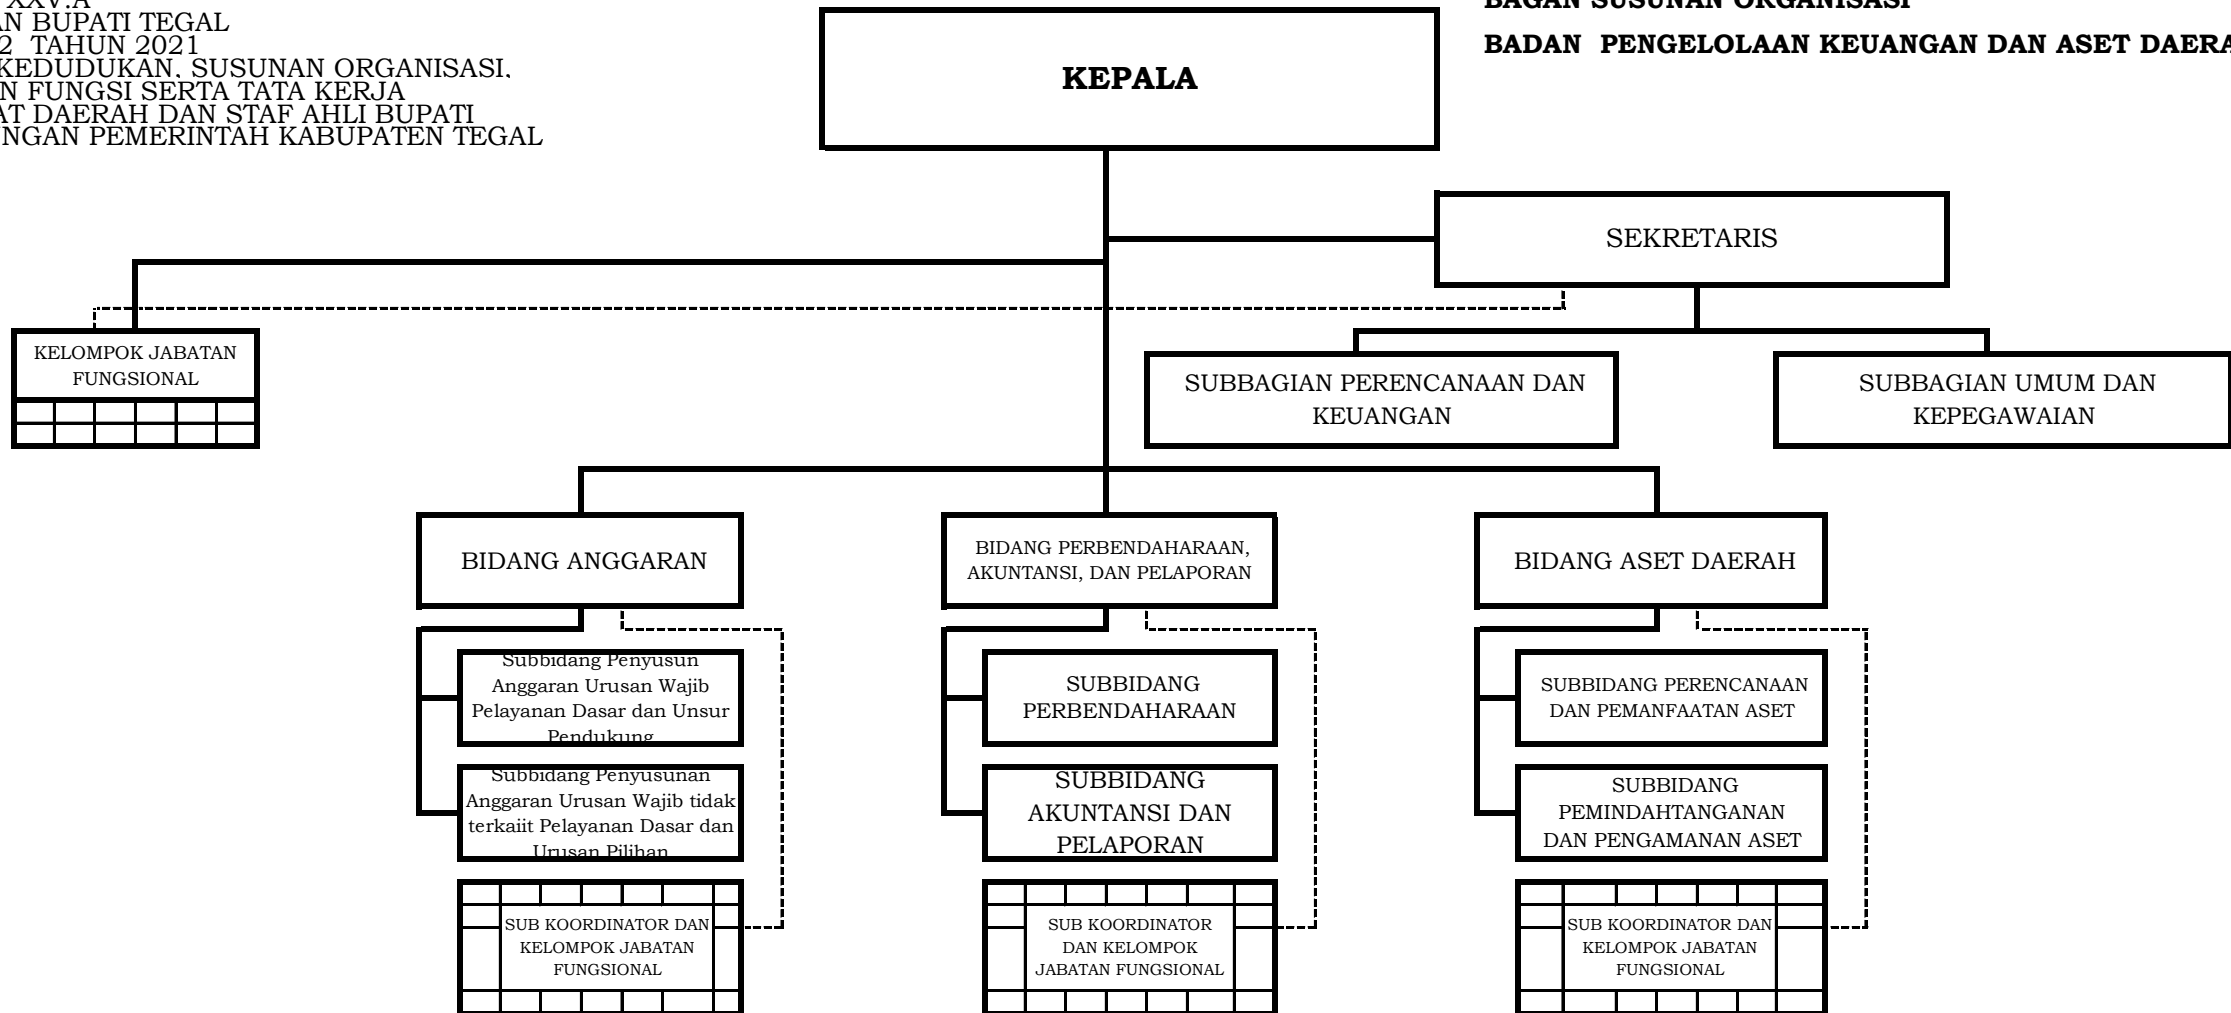 XXV.A
BUPATI TEGAL
2 TAHUN 2021
KEDUDUKAN, SUSUNAN ORGANISASI,
FUNGSI SERTA TATA KERJA
DAERAH DAN STAF AHLI BUPATI
PEMERINTAH KABUPATEN TEGAL
BAGAN SUSUNAN ORGANISASI
BADAN PENGELOLAAN KEUANGAN DAN ASET
KEPALA
SEKRETARIS
KELOMPOK JABATAN
FUNGSIONAL
SUBBAGIAN PERENCANAAN DAN
KEUANGAN
SUBBAGIAN UMUM DAN
KEPEGAWAIAN
BIDANG ANGGARAN
BIDANG PERBENDAHARAAN,
AKUNTANSI, DAN PELAPORAN
BIDANG ASET DAERAH
Subbidang Penyusun
Anggaran Urusan Wajib
Pelayanan Dasar dan Unsur
Pendukung
SUBBIDANG
PERBENDAHARAAN
SUBBIDANG PERENCANAAN
DAN PEMANFAATAN ASET
Subbidang Penyusunan
Anggaran Urusan Wajib tidak
terkaiit Pelayanan Dasar dan
Urusan Pilihan
SUBBIDANG
AKUNTANSI DAN
PELAPORAN
SUBBIDANG
PEMINDAHTANGANAN
DAN PENGAMANAN ASET
SUB KOORDINATOR DAN
KELOMPOK JABATAN
FUNGSIONAL
SUB KOORDINATOR
DAN KELOMPOK
JABATAN FUNGSIONAL
SUB KOORDINATOR DAN
KELOMPOK JABATAN
FUNGSIONAL